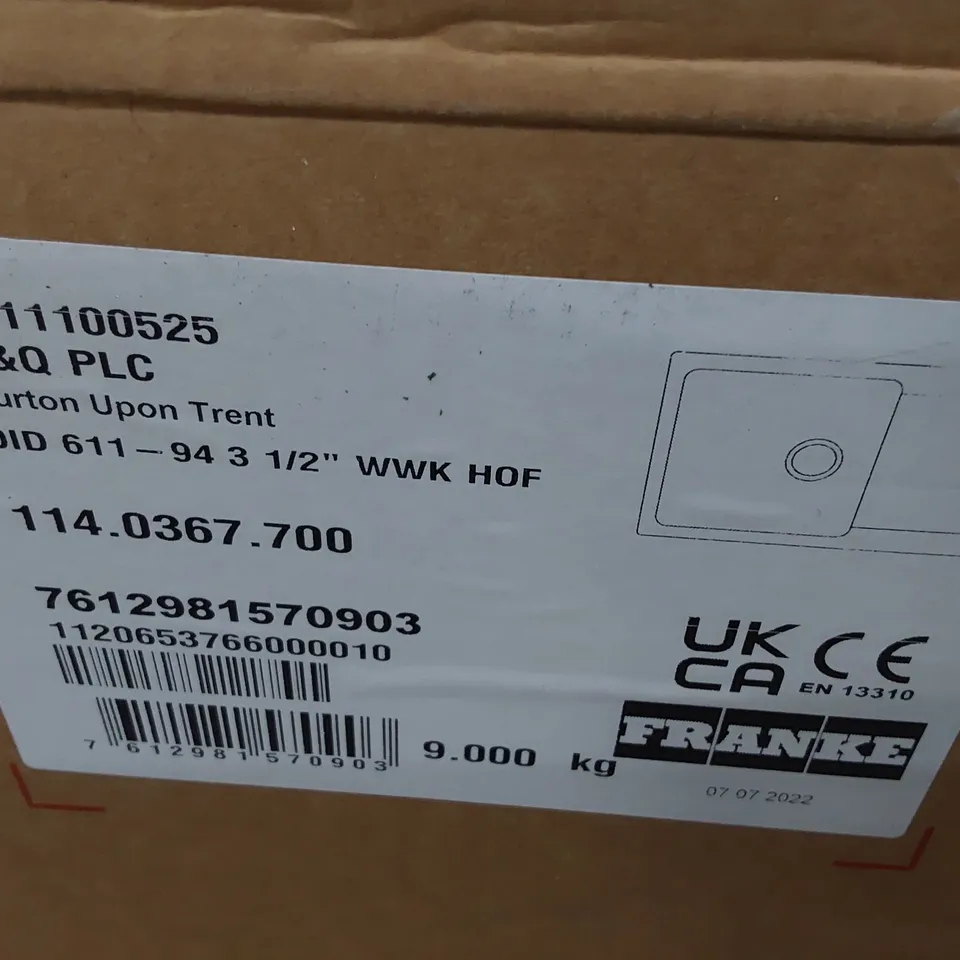 11100525
&Q PLC
urton Upon Trent
DID 611-94 3 1/2" WWK HOF
114.0367.700
7612981570903
1120653766000010
7 612981 570903
9.000 kg
UK
CA
CE
EN 13310
FRANKE
07 07 2022